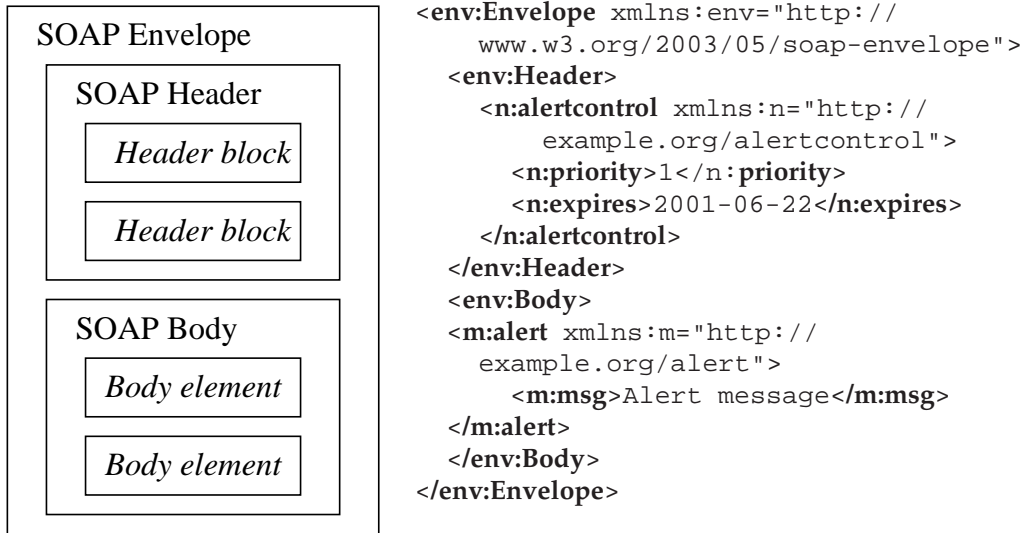 SOAP Envelope
SOAP Header
Header block
Header block
SOAP Body
Body element
Body element
<env:Envelope xmlns:env="http://
www.w3.org/2003/05/soap-envelope">
<env:Header>
<n:alertcontrol xmlns:n="http://
example.org/alertcontrol">
<n:priority>1</n:priority>
<n:expires>2001-06-22</n:expires>
</n:alertcontrol>
</env:Header>
<env:Body>
<m:alert xmlns:m="http://
example.org/alert">
<m:msg>Alert message</m:msg>
</m:alert>
</env:Body>
</env:Envelope>